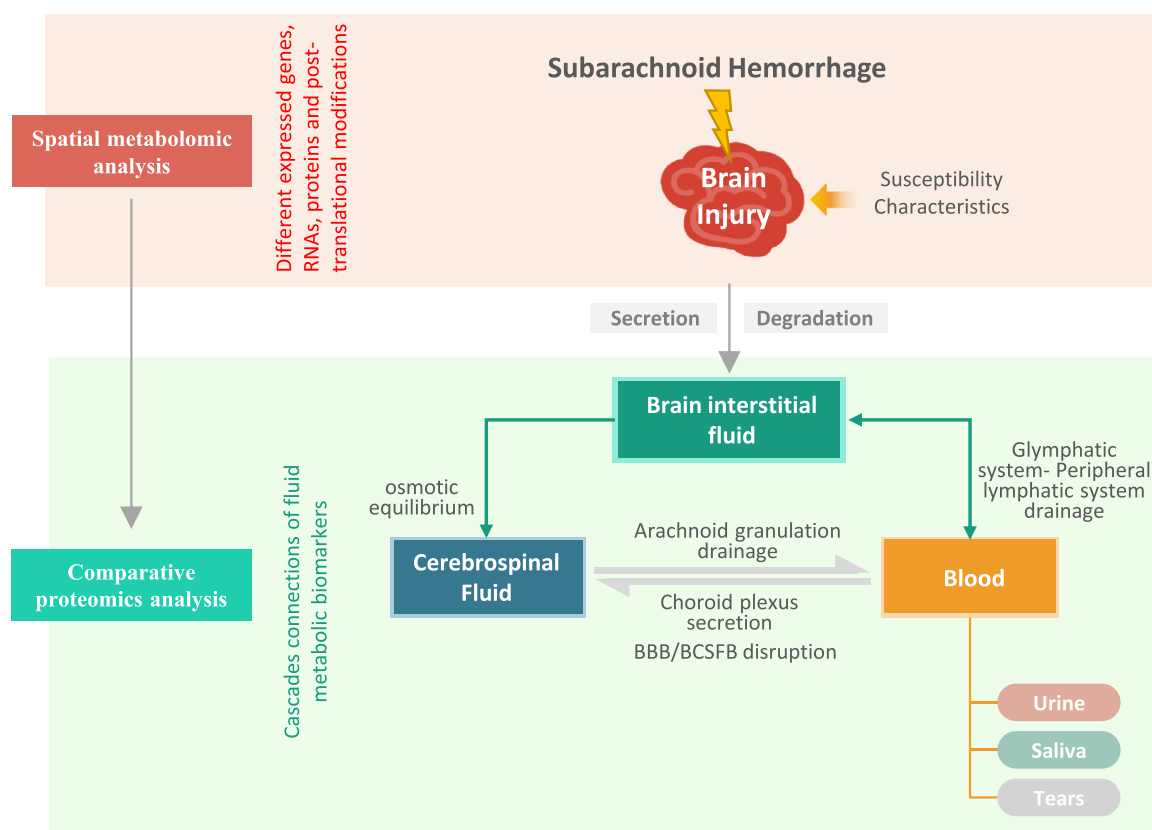 Spatial metabolomic
analysis
Different expressed genes,
RNAs, proteins and post-
translational modifications
Subarachnoid Hemorrhage
Brain
Injury
Susceptibility
Characteristics
Secretion
Degradation
Brain interstitial
fluid
Glymphatic
system- Peripheral
lymphatic system
drainage
osmotic
equilibrium
Cascades connections of fluid
metabolic biomarkers
Comparative
proteomics analysis
Cerebrospinal
Fluid
Arachnoid granulation
drainage
Choroid plexus
secretion
BBB/BCSFB disruption
Blood
Urine
Saliva
Tears